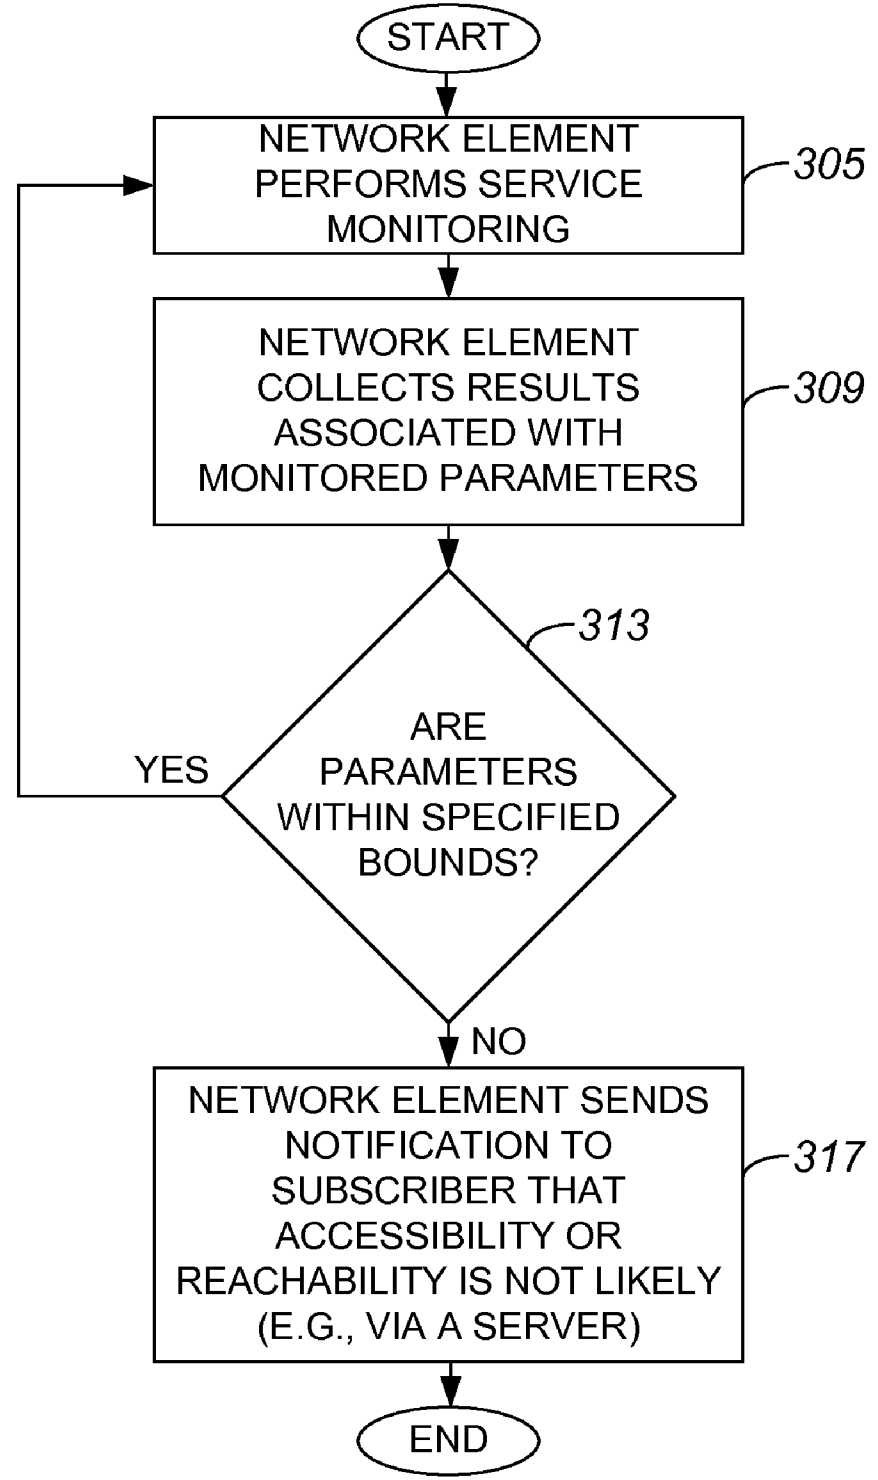 START
NETWORK ELEMENT
PERFORMS SERVICE
MONITORING
305
NETWORK ELEMENT
COLLECTS RESULTS
ASSOCIATED WITH
MONITORED PARAMETERS
309
313
ARE
PARAMETERS
WITHIN SPECIFIED
BOUNDS?
YES
NO
NETWORK ELEMENT SENDS
NOTIFICATION TO
SUBSCRIBER THAT
ACCESSIBILITY OR
REACHABILITY IS NOT LIKELY
(E.G., VIA A SERVER)
317
END